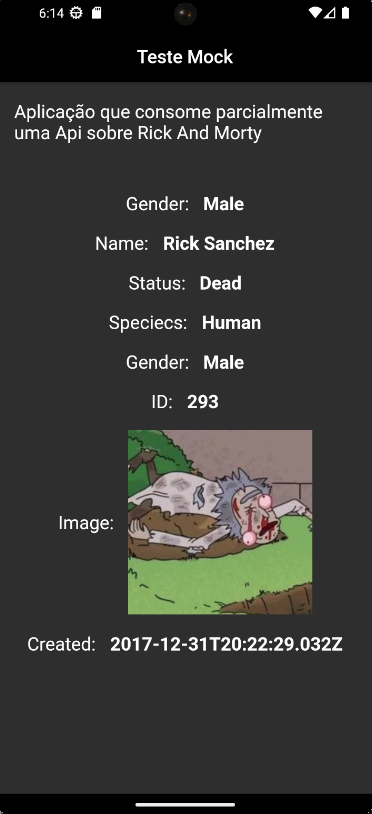 6:14
Teste Mock
Aplicação que consome parcialmente
uma Api sobre Rick And Morty
Gender: Male
Name: Rick Sanchez
Status: Dead
Speciecs: Human
Gender: Male
ID: 293
Image:
Created: 2017-12-31T20:22:29.032Z